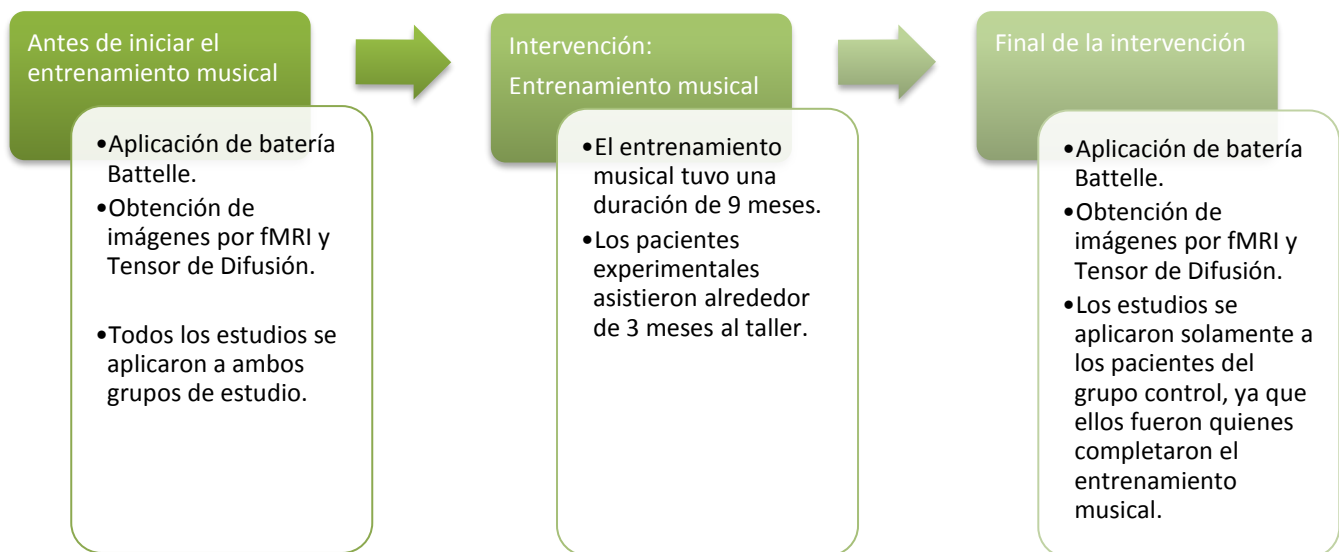 Antes de iniciar el
entrenamiento musical
•Aplicación de batería
Battelle.
•Obtención de
imágenes por fMRI y
Tensor de Difusión.
•Todos los estudios se
aplicaron a ambos
grupos de estudio.
Intervención:
Entrenamiento musical
•El entrenamiento
musical tuvo una
duración de 9 meses.
•Los pacientes
experimentales
asistieron alrededor
de 3 meses al taller.
Final de la intervención
•Aplicación de batería
Battelle.
•Obtención de
imágenes por fMRI y
Tensor de Difusión.
•Los estudios se
aplicaron solamente a
los pacientes del
grupo control, ya que
ellos fueron quienes
completaron el
entrenamiento
musical.